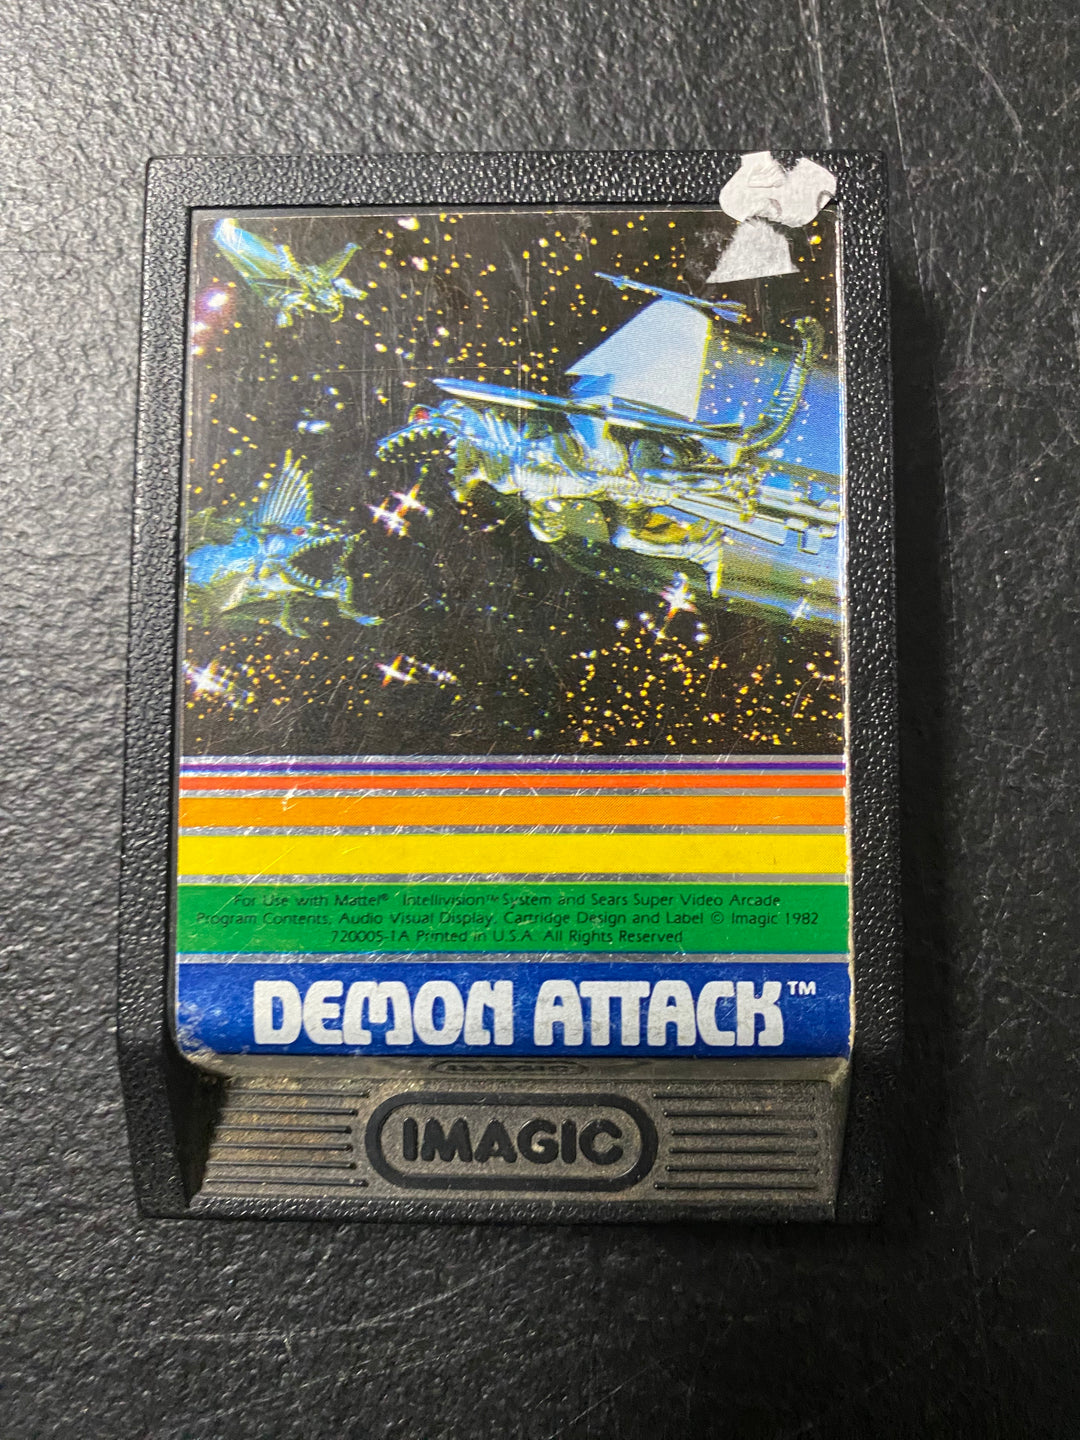 For Use with Mattel® Intellivision™ System and Sears Super Video Arcade
Program Contents, Audio Visual Display, Cartridge Design and Label © Imagic 1982
720005-1A Printed in U.S.A. All Rights Reserved
DEMON ATTACK™
IMAGIC
IMAGIC